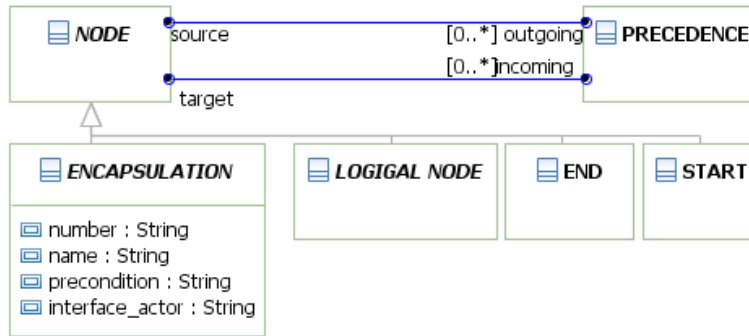 NODE
source
[0..*] outgoing
PRECEDENCE
[0..*]
incoming
target
ENCAPSULATION
LOGIGAL NODE
END
START
number : String
name : String
precondition : String
interface_actor : String